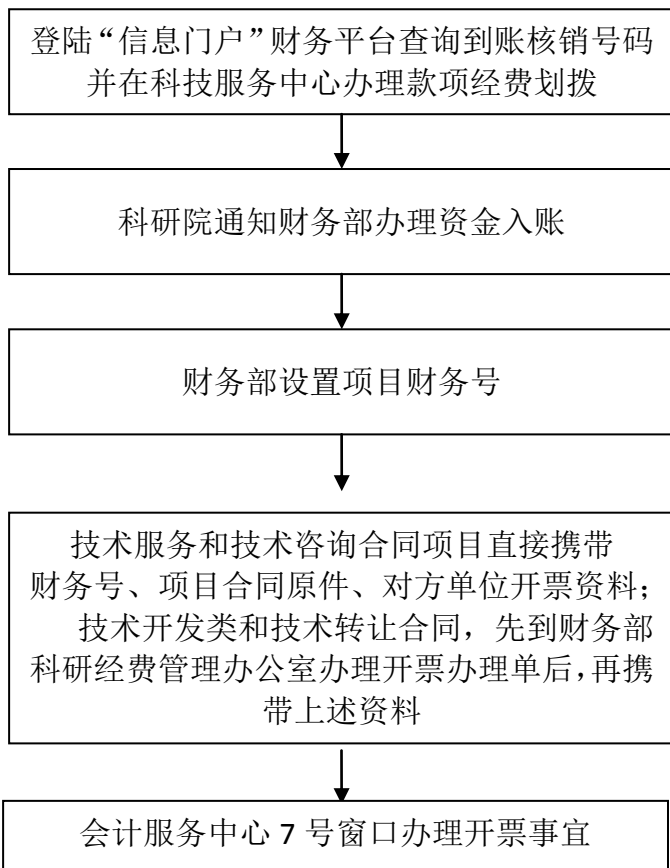 登陆“信息门户”财务平台查询到账核销号码
并在科技服务中心办理款项经费划拨
科研院通知财务部办理资金入账
财务部设置项目财务号
技术服务和技术咨询合同项目直接携带
财务号、项目合同原件、对方单位开票资料；
技术开发类和技术转让合同，先到财务部
科研经费管理办公室办理开票办理单后，再携
带上述资料
会计服务中心 7 号窗口办理开票事宜